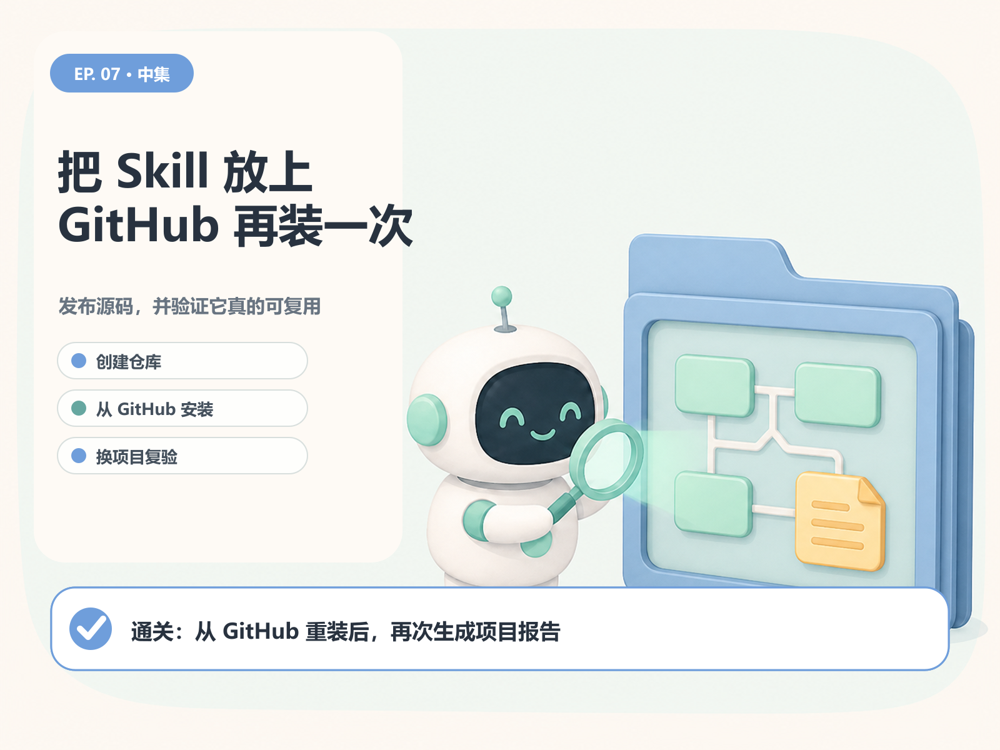 EP. 07 · 中集
把 Skill 放上
GitHub 再装一次
发布源码，并验证它真的可复用
创建仓库
从 GitHub 安装
换项目复验
通关：从 GitHub 重装后，再次生成项目报告